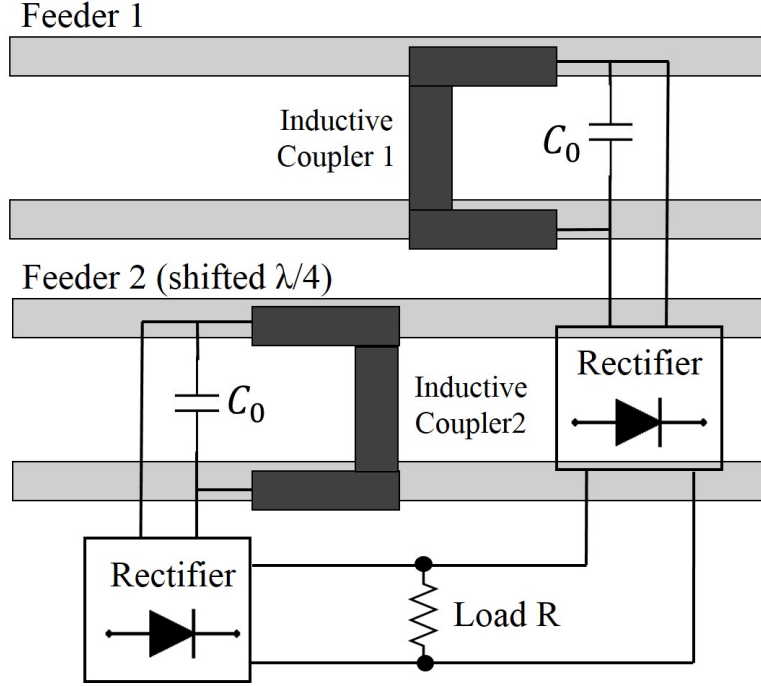 Feeder 1
Inductive
Coupler 1
C₀
Feeder 2 (shifted λ/4)
Rectifier
C₀
Inductive
Coupler2
Rectifier
Load R